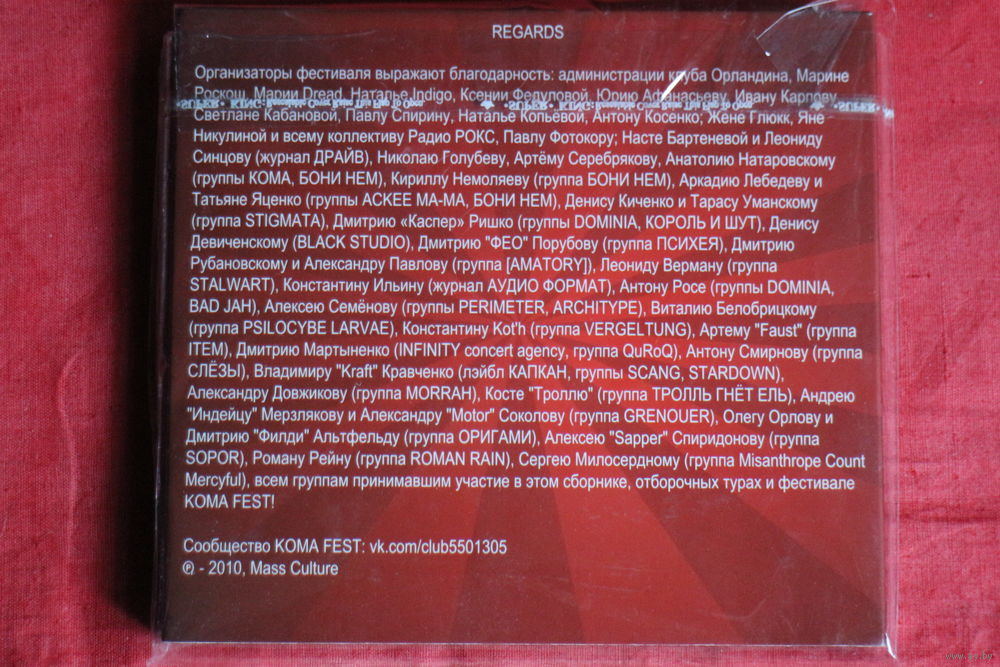 REGARDS
Организаторы фестиваля выражают благодарность: администрации клуба Орландина, Марине
Роскош, Марии Dread, Наталье Indigo, Ксении Федуловой, Юрию Афанасьеву, Ивану Карпову,
Светлане Кабановой, Павлу Спирину, Наталье Копьёвой, Антону Косенко; Жене Глюкк, Яне
Никулиной и всему коллективу Радио РОКС, Павлу Фотокору; Насте Бартеневой и Леониду
Синцову (журнал ДРАЙВ), Николаю Голубеву, Артёму Серебрякову, Анатолию Натаровскому
(группы КОМА, БОНИ НЕМ), Кириллу Немоляеву (группа БОНИ НЕМ), Аркадию Лебедеву и
Татьяне Яценко (группы ACKEE MA-MA, БОНИ НЕМ), Денису Киченко и Тарасу Уманскому
(группа STIGMATA), Дмитрию «Каспер» Ришко (группы DOMINIA, КОРОЛЬ И ШУТ), Денису
Девиченскому (BLACK STUDIO), Дмитрию "ФЕО" Порубову (группа ПСИХЕЯ), Дмитрию
Рубановскому и Александру Павлову (группа [AMATORY]), Леониду Верману (группа
STALWART), Константину Ильину (журнал АУДИО ФОРМАТ), Антону Росе (группы DOMINIA,
BAD JAH), Алексею Семёнову (группы PERIMETER, ARCHITYPE), Виталию Белобрицкому
(группа PSILOCYBE LARVAE), Константину Kot'h (группа VERGELTUNG), Артему "Faust" (группа
ITEM), Дмитрию Мартыненко (INFINITY concert agency, группа QuRoQ), Антону Смирнову (группа
СЛЁЗЫ), Владимиру "Kraft" Кравченко (лэйбл КАПКАН, группы SCANG, STARDOWN),
Александру Довжикову (группа MORRAH), Косте "Троллю" (группа ТРОЛЛЬ ГНЁТ ЕЛЬ), Андрею
"Индейцу" Мерзлякову и Александру "Motor" Соколову (группа GRENOUER), Олегу Орлову и
Дмитрию "Филди" Альтфельду (группа ОРИГАМИ), Алексею "Sapper" Спиридонову (группа
SOPOR), Роману Рейну (группа ROMAN RAIN), Сергею Милосердному (группа Misanthrope Count
Mercyful), всем группам принимавшим участие в этом сборнике, отборочных турах и фестивале
KOMA FEST!
Сообщество KOMA FEST: vk.com/club5501305
℗ - 2010, Mass Culture